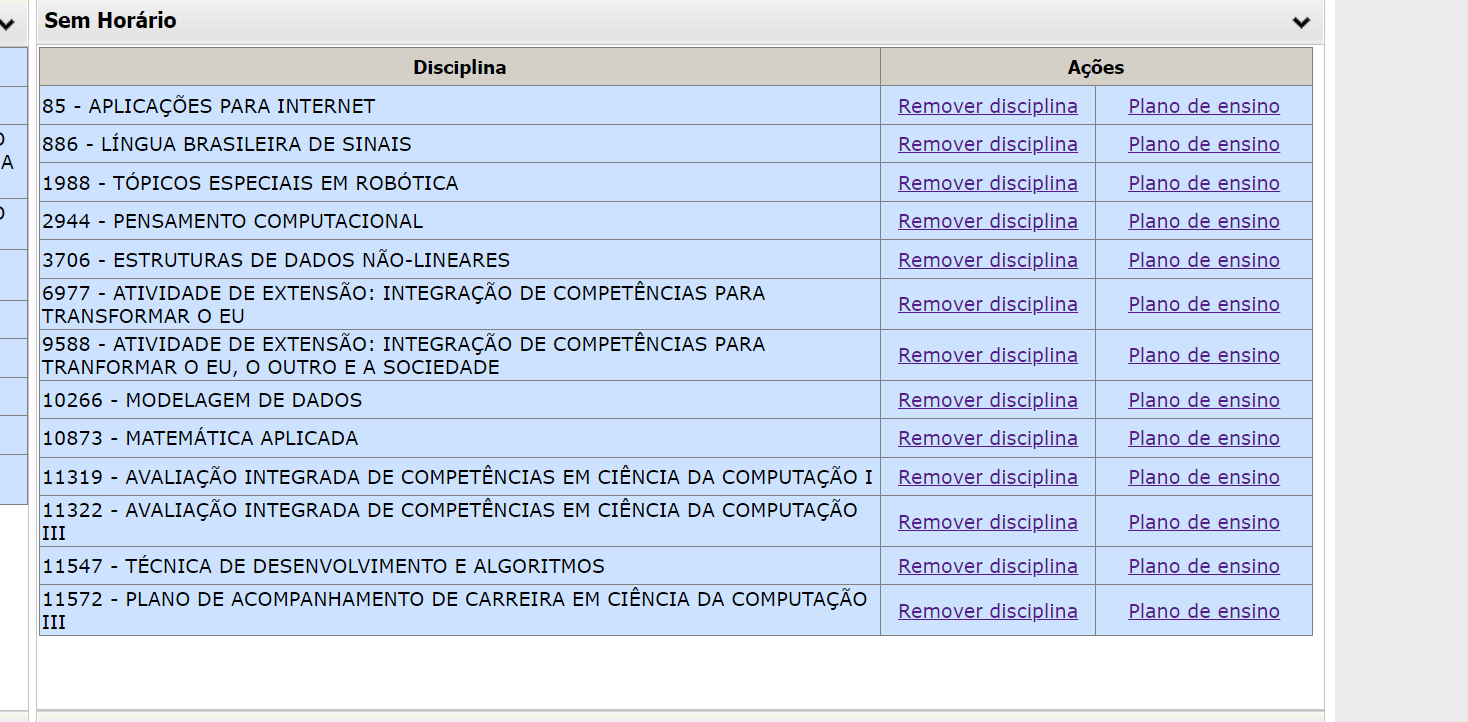 Sem Horário
Disciplina Ações
85 - APLICAÇÕES PARA INTERNET Remover disciplina Plano de ensino
886 - LÍNGUA BRASILEIRA DE SINAIS Remover disciplina Plano de ensino
1988 - TÓPICOS ESPECIAIS EM ROBÓTICA Remover disciplina Plano de ensino
2944 - PENSAMENTO COMPUTACIONAL Remover disciplina Plano de ensino
3706 - ESTRUTURAS DE DADOS NÃO-LINEARES Remover disciplina Plano de ensino
6977 - ATIVIDADE DE EXTENSÃO: INTEGRAÇÃO DE COMPETÊNCIAS PARA
TRANSFORMAR O EU Remover disciplina Plano de ensino
9588 - ATIVIDADE DE EXTENSÃO: INTEGRAÇÃO DE COMPETÊNCIAS PARA
TRANFORMAR O EU, O OUTRO E A SOCIEDADE Remover disciplina Plano de ensino
10266 - MODELAGEM DE DADOS Remover disciplina Plano de ensino
10873 - MATEMÁTICA APLICADA Remover disciplina Plano de ensino
11319 - AVALIAÇÃO INTEGRADA DE COMPETÊNCIAS EM CIÊNCIA DA COMPUTAÇÃO I Remover disciplina Plano de ensino
11322 - AVALIAÇÃO INTEGRADA DE COMPETÊNCIAS EM CIÊNCIA DA COMPUTAÇÃO
III Remover disciplina Plano de ensino
11547 - TÉCNICA DE DESENVOLVIMENTO E ALGORITMOS Remover disciplina Plano de ensino
11572 - PLANO DE ACOMPANHAMENTO DE CARREIRA EM CIÊNCIA DA COMPUTAÇÃO
III Remover disciplina Plano de ensino